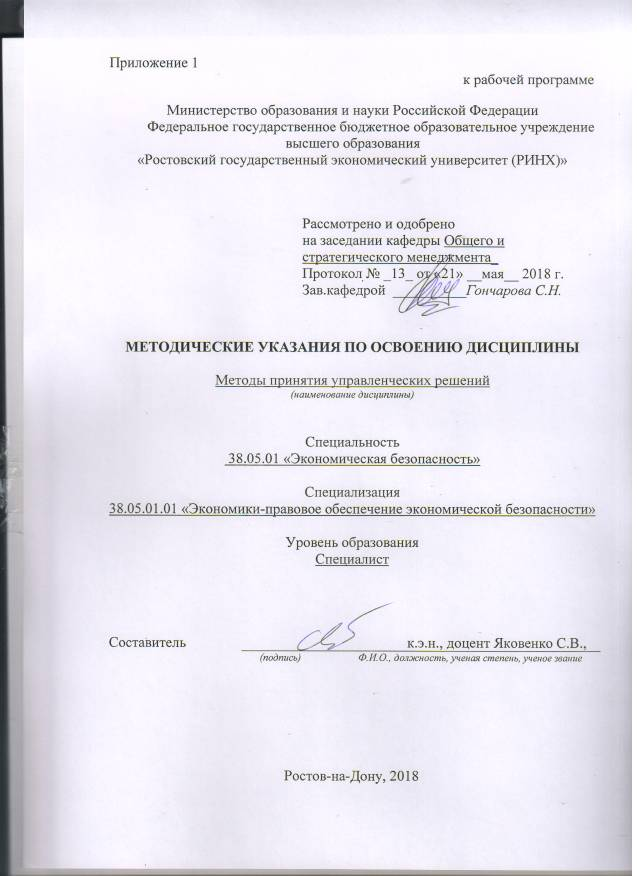 Приложение 1
к рабочей программе
Министерство образования и науки Российской Федерации
Федеральное государственное бюджетное образовательное учреждение
высшего образования
«Ростовский государственный экономический университет (РИНХ)»
Рассмотрено и одобрено
на заседании кафедры Общего и
стратегического менеджмента_
Протокол № _13_ от «21» __мая__ 2018 г.
Зав.кафедрой __________Гончарова С.Н.
МЕТОДИЧЕСКИЕ УКАЗАНИЯ ПО ОСВОЕНИЮ ДИСЦИПЛИНЫ
Методы принятия управленческих решений
(наименование дисциплины)
Специальность
38.05.01 «Экономическая безопасность»
Специализация
38.05.01.01 «Экономики-правовое обеспечение экономической безопасности»
Уровень образования
Специалист
Составитель к.э.н., доцент Яковенко С.В.,
(подпись) Ф.И.О., должность, ученая степень, ученое звание
Ростов-на-Дону, 2018